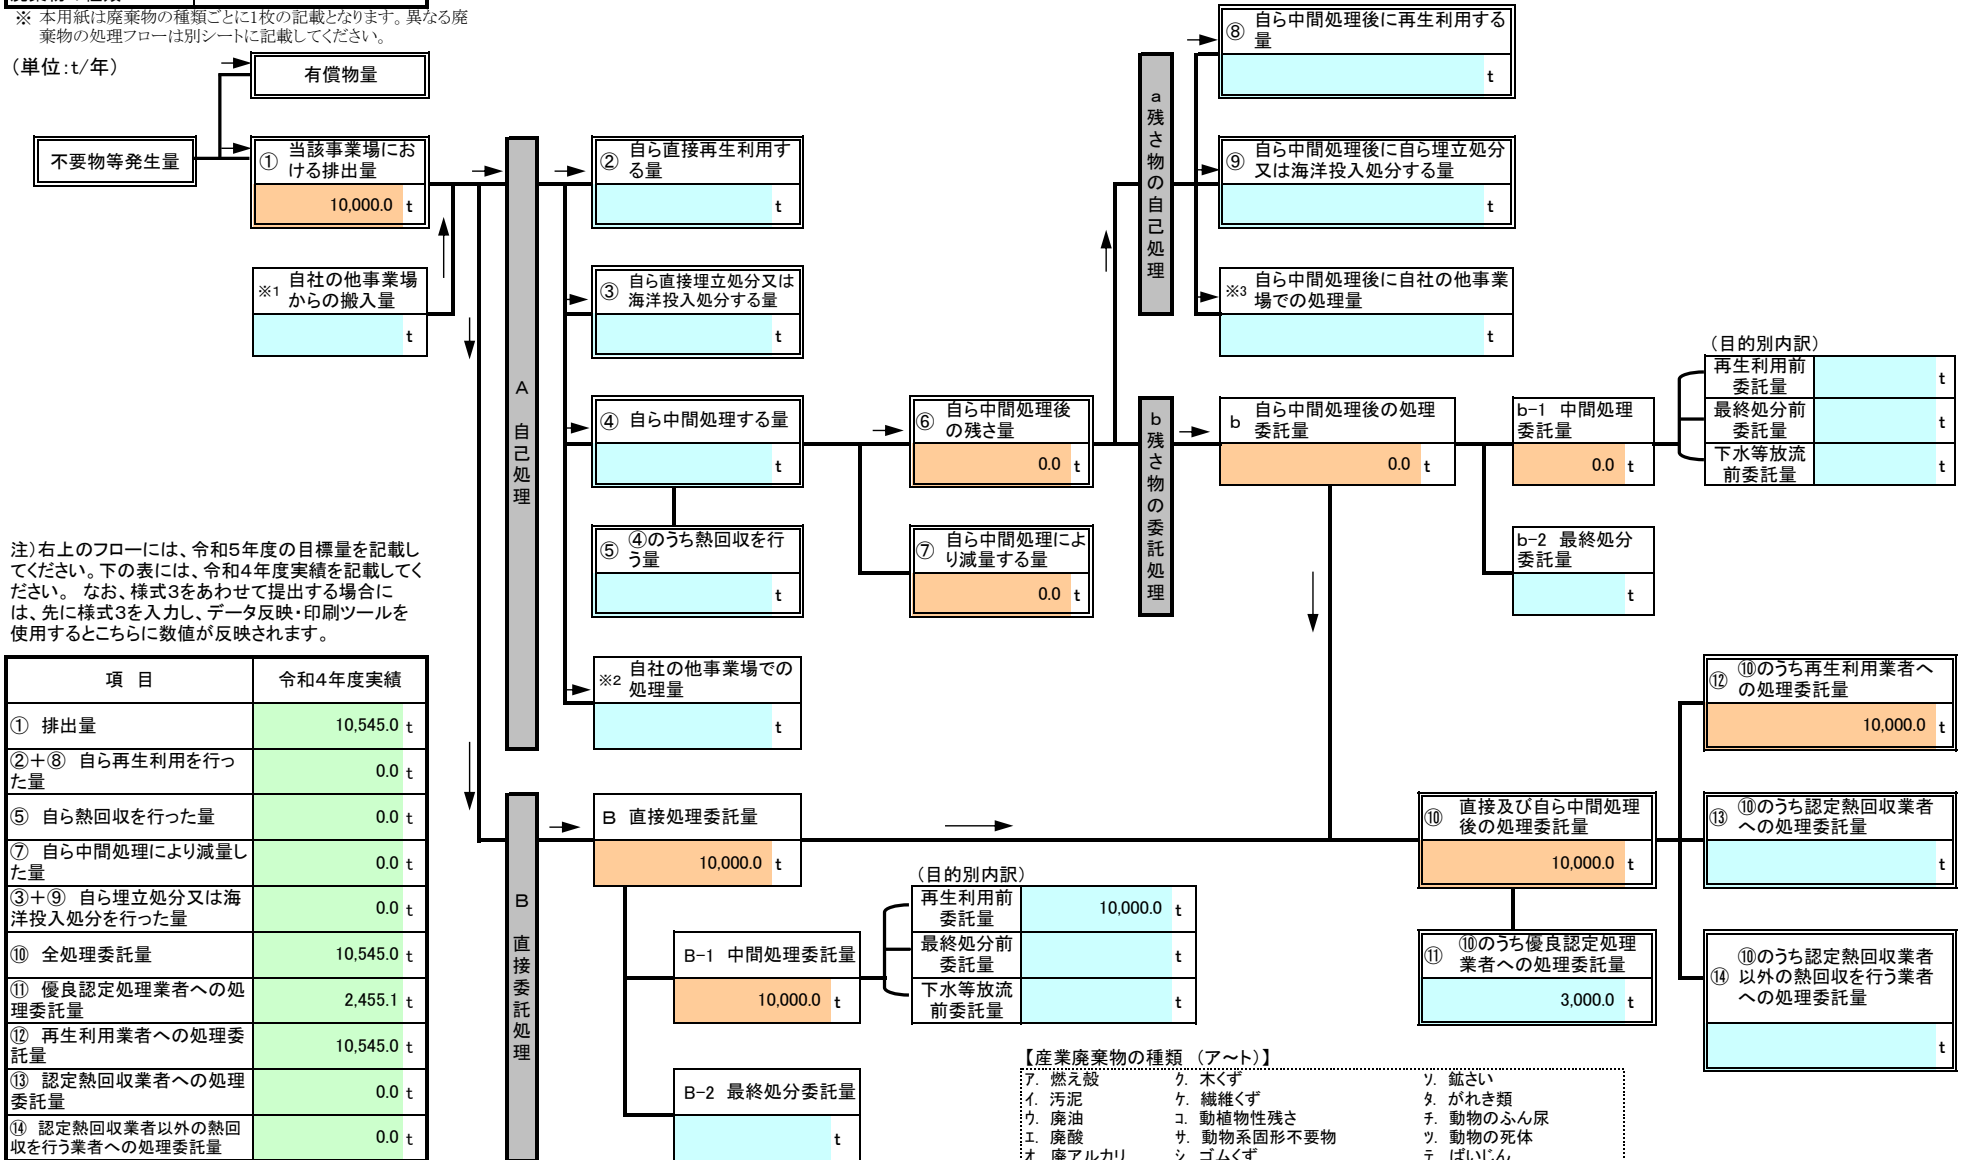 ※ 本用紙は廃棄物の種類ごとに1枚の記載となります。異なる廃
棄物の処理フローは別シートに記載してください。
（単位：t/年）
有償物量
不要物等発生量
① 当該事業場にお
ける排出量
10,000.0 t
※1 自社の他事業場
からの搬入量
t
A 自己処理
② 自ら直接再生利用す
る量
t
③ 自ら直接埋立処分又は
海洋投入処分する量
t
④ 自ら中間処理する量
t
⑤ ④のうち熱回収を行
う量
t
※2 自社の他事業場での
処理量
t
⑥ 自ら中間処理後
の残さ量
0.0 t
⑦ 自ら中間処理によ
り減量する量
0.0 t
a 残さ物の自己処理
⑧ 自ら中間処理後に再生利用する
量
t
⑨ 自ら中間処理後に自ら埋立処分
又は海洋投入処分する量
t
※3 自ら中間処理後に自社の他事業
場での処理量
t
b 残さ物の委託処理
b 自ら中間処理後の処理
委託量
0.0 t
b-1 中間処理
委託量
0.0 t
（目的別内訳）
再生利用前
委託量
t
最終処分前
委託量
t
下水等放流
前委託量
t
b-2 最終処分
委託量
t
注）右上のフローには、令和5年度の目標量を記載し
てください。下の表には、令和4年度実績を記載してく
ださい。 なお、様式3をあわせて提出する場合に
は、先に様式3を入力し、データ反映・印刷ツールを
使用するとこちらに数値が反映されます。
項 目 令和4年度実績
① 排出量 10,545.0 t
②＋⑧ 自ら再生利用を行っ
た量 0.0 t
⑤ 自ら熱回収を行った量 0.0 t
⑦ 自ら中間処理により減量し
た量 0.0 t
③＋⑨ 自ら埋立処分又は海
洋投入処分を行った量 0.0 t
⑩ 全処理委託量 10,545.0 t
⑪ 優良認定処理業者への処
理委託量 2,455.1 t
⑫ 再生利用業者への処理委
託量 10,545.0 t
⑬ 認定熱回収業者への処理
委託量 0.0 t
⑭ 認定熱回収業者以外の熱回
収を行う業者への処理委託量 0.0 t
B 直接委託処理
B 直接処理委託量
10,000.0 t
B-1 中間処理委託量
10,000.0 t
（目的別内訳）
再生利用前
委託量
10,000.0 t
最終処分前
委託量
t
下水等放流
前委託量
t
B-2 最終処分委託量
t
⑩ 直接及び自ら中間処理
後の処理委託量
10,000.0 t
⑪ ⑩のうち優良認定処理
業者への処理委託量
3,000.0 t
⑫ ⑩のうち再生利用業者へ
の処理委託量
10,000.0 t
⑬ ⑩のうち認定熱回収業者
への処理委託量
t
⑭ ⑩のうち認定熱回収業者
以外の熱回収を行う業者
への処理委託量
t
【産業廃棄物の種類 （ア～ト）】
ア. 燃え殻 ク. 木くず ソ. 鉱さい
イ. 汚泥 ケ. 繊維くず タ. がれき類
ウ. 廃油 コ. 動植物性残さ チ. 動物のふん尿
エ. 廃酸 サ. 動物系固形不要物 ツ. 動物の死体
オ. 廃アルカリ シ. ゴムくず テ. ばいじん